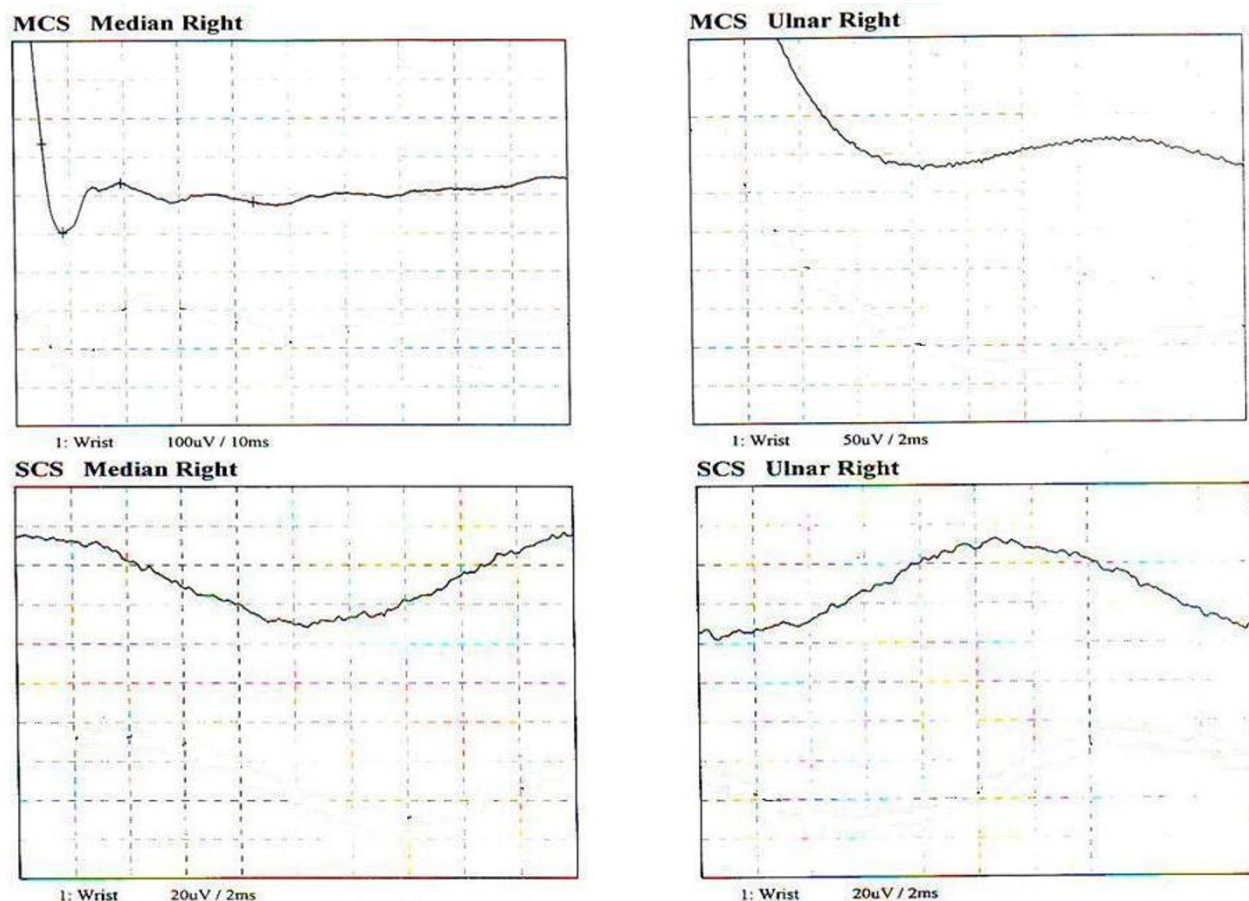 MCS Median Right
1: Wrist 100uV / 10ms
MCS Ulnar Right
1: Wrist 50uV / 2ms
SCS Median Right
1: Wrist 20uV / 2ms
SCS Ulnar Right
1: Wrist 20uV / 2ms